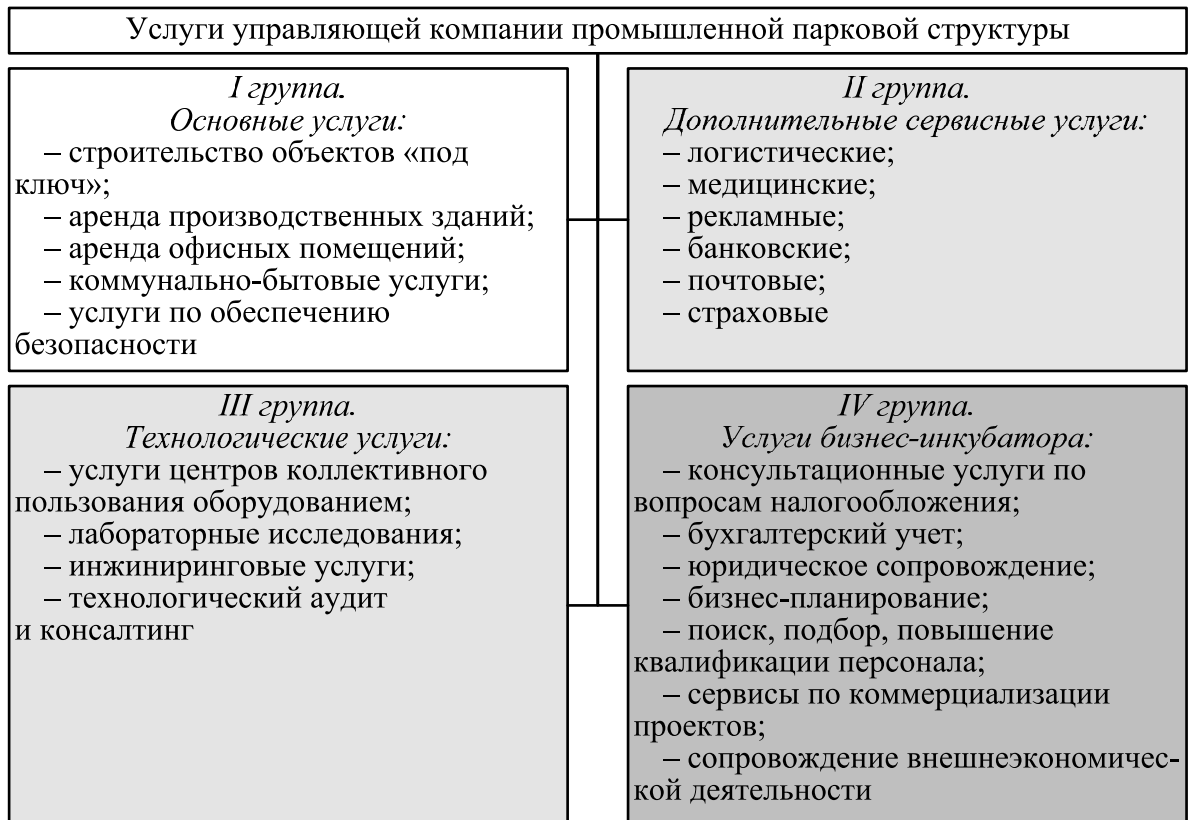 Услуги управляющей компании промышленной парковой структуры
I группа.
Основные услуги:
– строительство объектов «под
ключ»;
– аренда производственных зданий;
– аренда офисных помещений;
– коммунально-бытовые услуги;
– услуги по обеспечению
безопасности
II группа.
Дополнительные сервисные услуги:
– логистические;
– медицинские;
– рекламные;
– банковские;
– почтовые;
– страховые
III группа.
Технологические услуги:
– услуги центров коллективного
пользования оборудованием;
– лабораторные исследования;
– инжиниринговые услуги;
– технологический аудит
и консалтинг
IV группа.
Услуги бизнес-инкубатора:
– консультационные услуги по
вопросам налогообложения;
– бухгалтерский учет;
– юридическое сопровождение;
– бизнес-планирование;
– поиск, подбор, повышение
квалификации персонала;
– сервисы по коммерциализации
проектов;
– сопровождение внешнеэкономичес-
кой деятельности